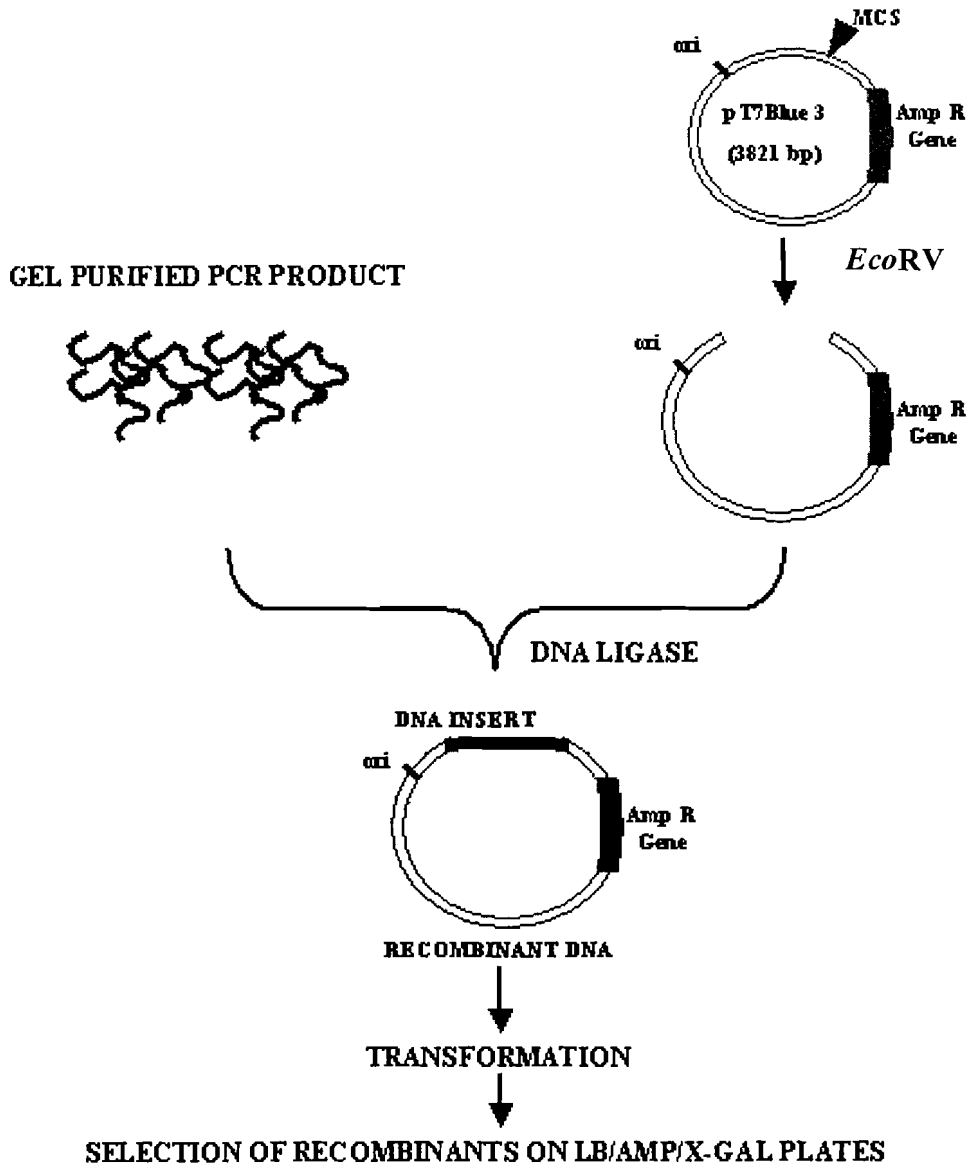 MCS
ori
pT7Blue 3
(3821 bp)
Amp R
Gene
EcoRV
GEL PURIFIED PCR PRODUCT
ori
Amp R
Gene
DNA LIGASE
DNA INSERT
ori
Amp R
Gene
RECOMBINANT DNA
TRANSFORMATION
SELECTION OF RECOMBINANTS ON LB/AMP/X-GAL PLATES